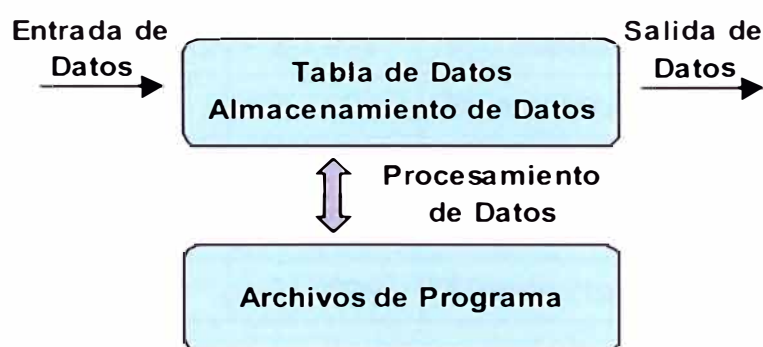 Entrada de
Datos
Tabla de Datos
Almacenamiento de Datos
Salida de
Datos
Procesamiento
de Datos
Archivos de Programa